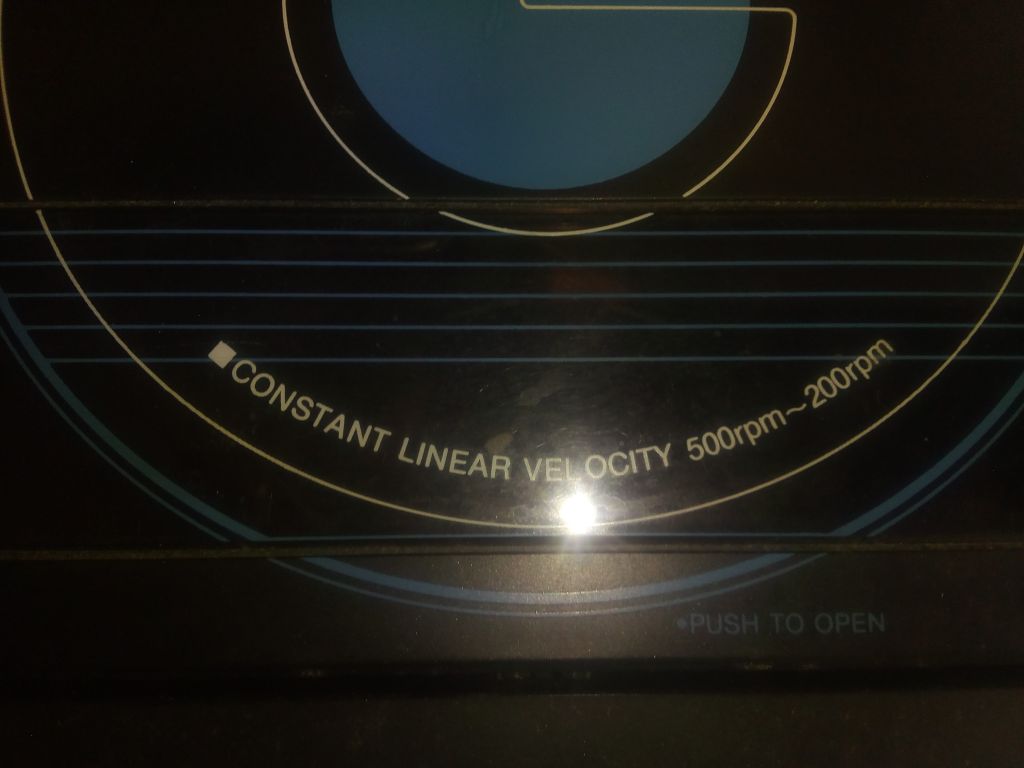 ■CONSTANT LINEAR VELOCITY 500rpm~200rpm
•PUSH TO OPEN